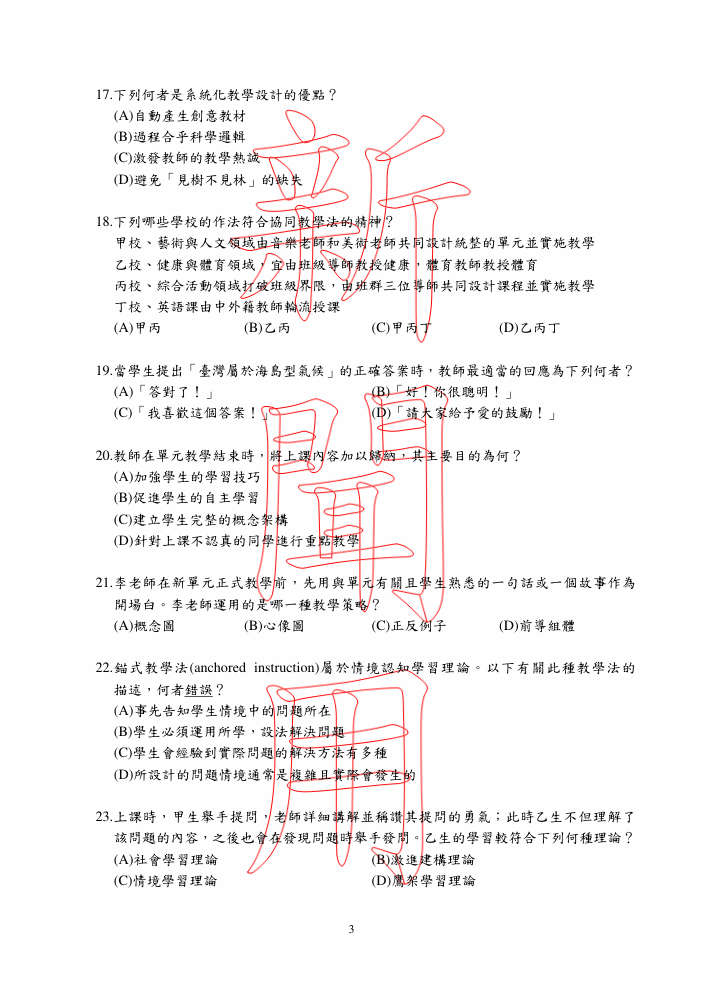 17.下列何者是系統化教學設計的優點？
(A)自動產生創意教材
(B)過程合乎科學邏輯
(C)激發教師的教學熱誠
(D)避免「見樹不見林」的缺失
18.下列哪些學校的作法符合協同教學法的精神？
甲校、藝術與人文領域由音樂老師和美術老師共同設計統整的單元並實施教學
乙校、健康與體育領域，宜由班級導師教授健康，體育教師教授體育
丙校、綜合活動領域打破班級界限，由班群三位導師共同設計課程並實施教學
丁校、英語課由中外籍教師輪流授課
(A)甲丙 (B)乙丙 (C)甲丙丁 (D)乙丙丁
19.當學生提出「臺灣屬於海島型氣候」的正確答案時，教師最適當的回應為下列何者？
(A)「答對了！」 (B)「好！你很聰明！」
(C)「我喜歡這個答案！」 (D)「請大家給予愛的鼓勵！」
20.教師在單元教學結束時，將上課內容加以歸納，其主要目的為何？
(A)加強學生的學習技巧
(B)促進學生的自主學習
(C)建立學生完整的概念架構
(D)針對上課不認真的同學進行重點教學
21.李老師在新單元正式教學前，先用與單元有關且學生熟悉的一句話或一個故事作為
開場白。李老師運用的是哪一種教學策略？
(A)概念圖 (B)心像圖 (C)正反例子 (D)前導組體
22.錨式教學法(anchored instruction)屬於情境認知學習理論。以下有關此種教學法的
描述，何者錯誤？
(A)事先告知學生情境中的問題所在
(B)學生必須運用所學，設法解決問題
(C)學生會經驗到實際問題的解決方法有多種
(D)所設計的問題情境通常是複雜且實際會發生的
23.上課時，甲生舉手提問，老師詳細講解並稱讚其提問的勇氣；此時乙生不但理解了
該問題的內容，之後也會在發現問題時舉手發問。乙生的學習較符合下列何種理論？
(A)社會學習理論 (B)激進建構理論
(C)情境學習理論 (D)鷹架學習理論
新聞用
3